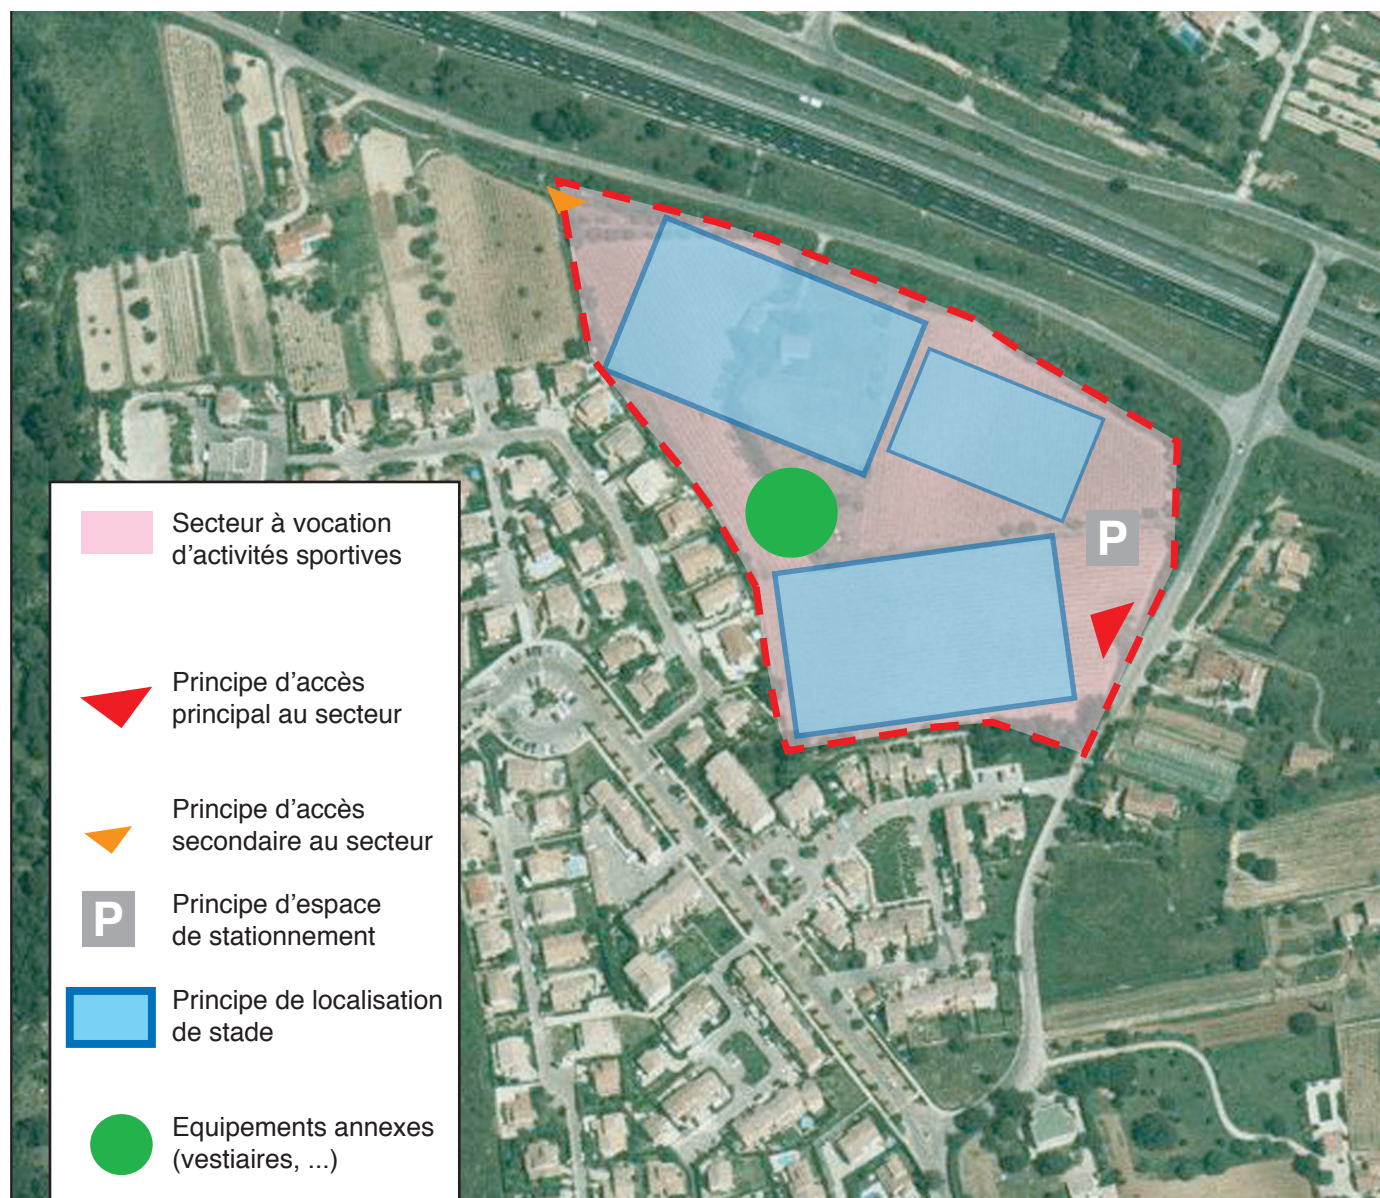 P
Secteur à vocation
d'activités sportives
Principe d'accès
principal au secteur
Principe d'accès
secondaire au secteur
P
Principe d'espace
de stationnement
Principe de localisation
de stade
Equipements annexes
(vestiaires, ...)